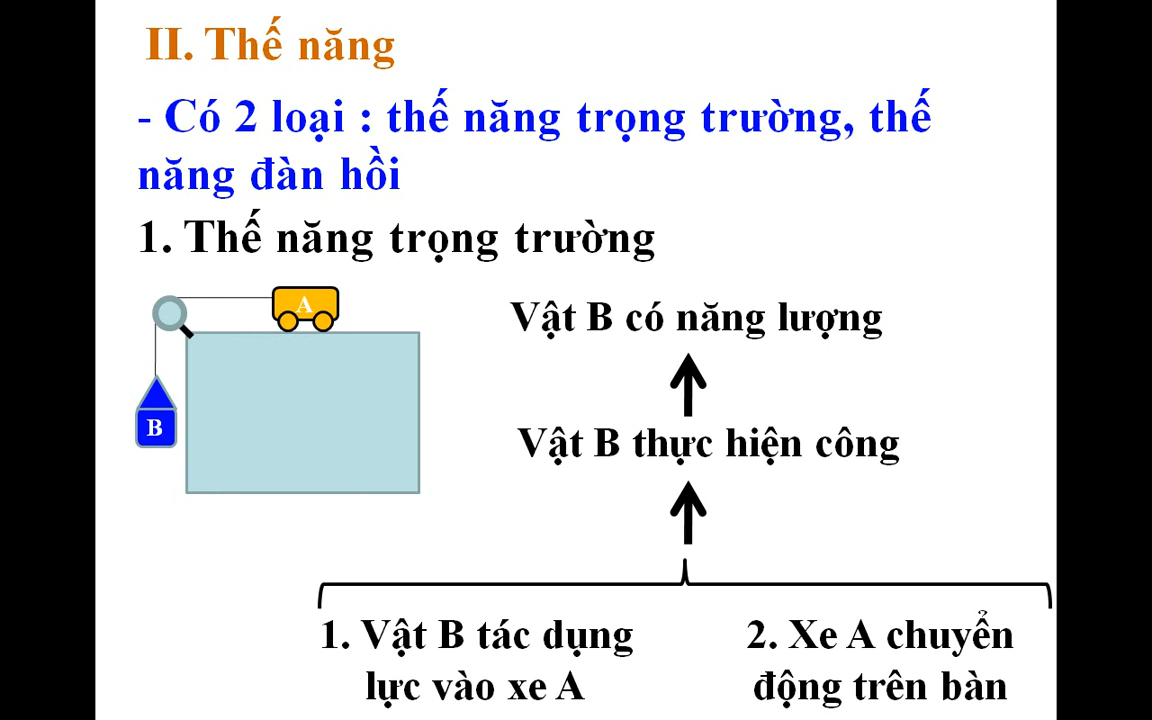 II. Thế năng
- Có 2 loại : thế năng trọng trường, thế
năng đàn hồi
1. Thế năng trọng trường
A
B
Vật B có năng lượng
Vật B thực hiện công
1. Vật B tác dụng
lực vào xe A
2. Xe A chuyển
động trên bàn